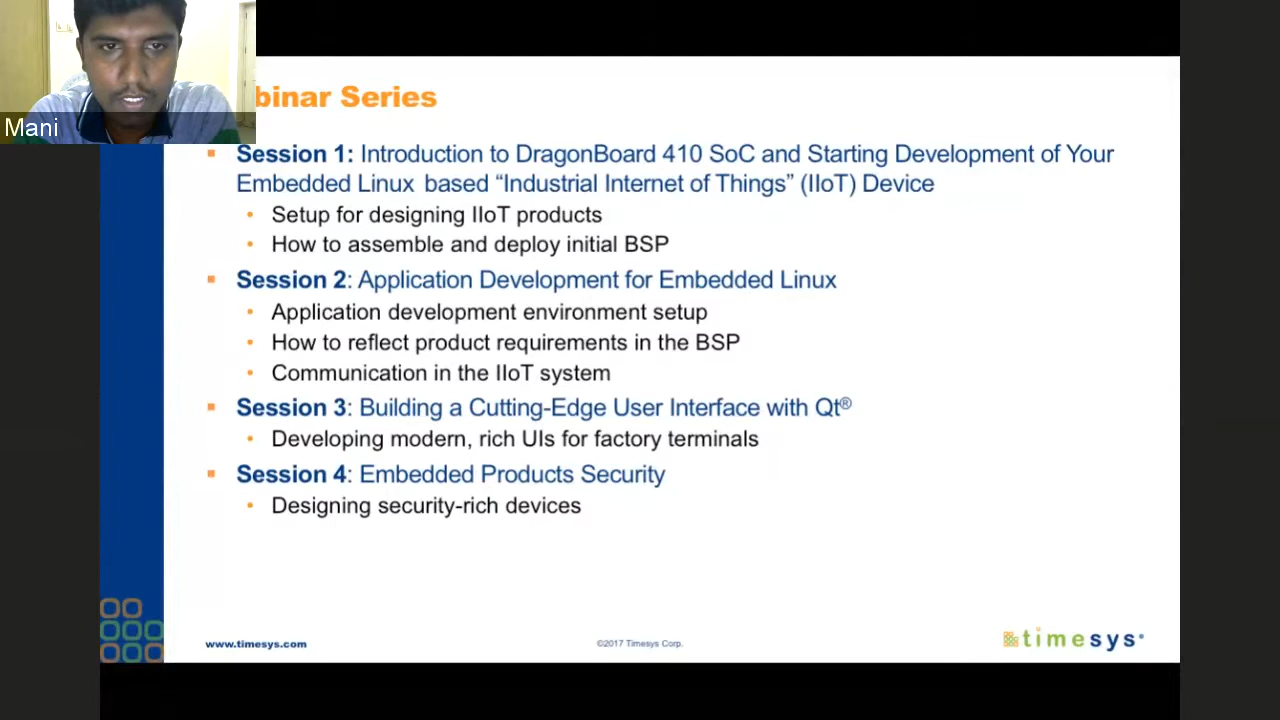 Mani
binar Series
Session 1: Introduction to DragonBoard 410 SoC and Starting Development of Your
Embedded Linux based “Industrial Internet of Things” (IIoT) Device
Setup for designing IIoT products
How to assemble and deploy initial BSP
Session 2: Application Development for Embedded Linux
Application development environment setup
How to reflect product requirements in the BSP
Communication in the IIoT system
Session 3: Building a Cutting-Edge User Interface with Qt®
Developing modern, rich UIs for factory terminals
Session 4: Embedded Products Security
Designing security-rich devices
www.timesys.com
©2017 Timesys Corp.
timesys